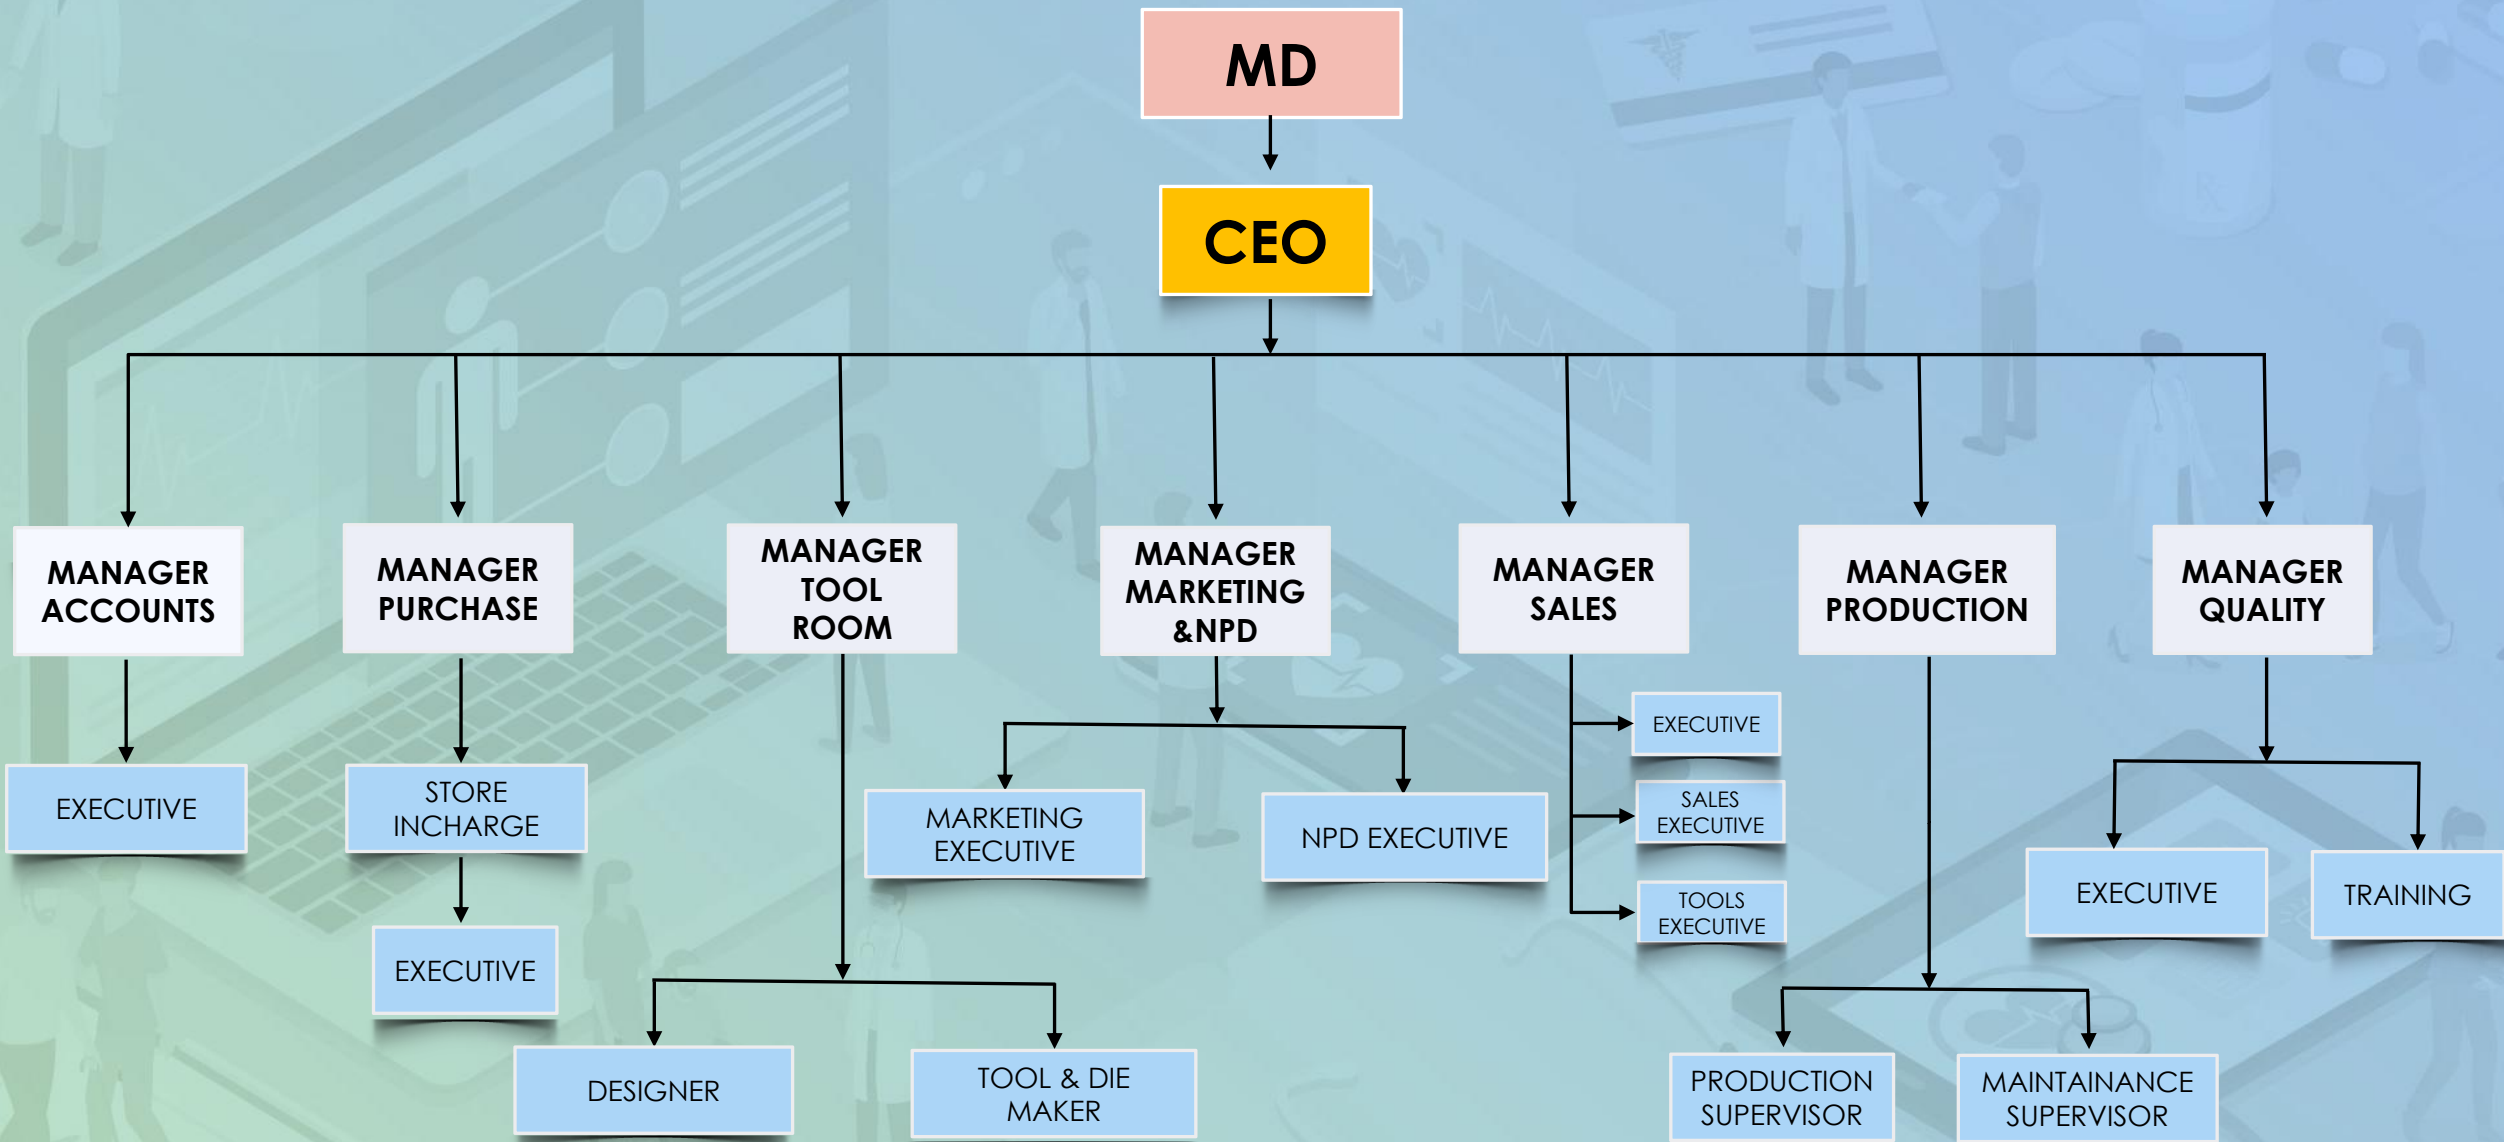 MD
CEO
MANAGER
ACCOUNTS
MANAGER
PURCHASE
MANAGER
TOOL
ROOM
MANAGER
MARKETING
&NPD
MANAGER
SALES
MANAGER
PRODUCTION
MANAGER
QUALITY
EXECUTIVE
STORE
INCHARGE
EXECUTIVE
DESIGNER
TOOL & DIE
MAKER
MARKETING
EXECUTIVE
NPD EXECUTIVE
EXECUTIVE
SALES
EXECUTIVE
TOOLS
EXECUTIVE
PRODUCTION
SUPERVISOR
MAINTAINANCE
SUPERVISOR
EXECUTIVE
TRAINING